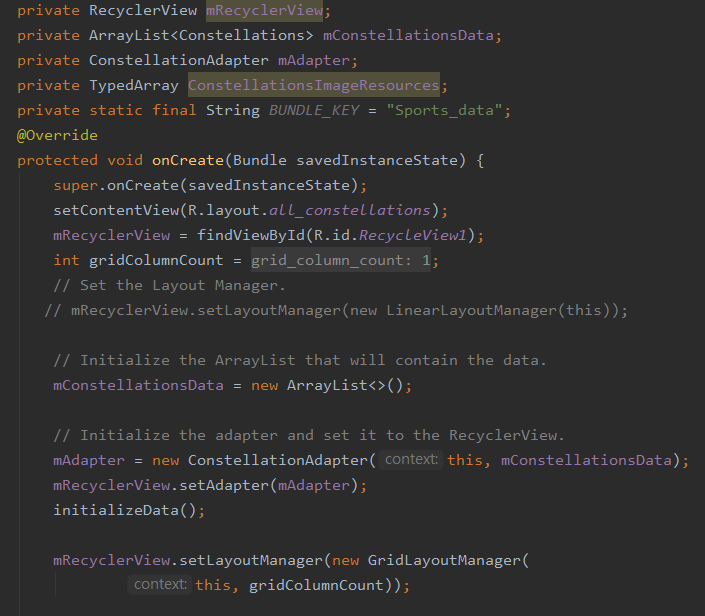 private RecyclerView mRecyclerView;
private ArrayList<Constellations> mConstellationsData;
private ConstellationAdapter mAdapter;
private TypedArray ConstellationsImageResources;
private static final String BUNDLE_KEY = "Sports_data";
@Override
protected void onCreate(Bundle savedInstanceState) {
super.onCreate(savedInstanceState);
setContentView(R.layout.all_constellations);
mRecyclerView = findViewById(R.id.RecycleView1);
int gridColumnCount = grid_column_count: 1;
// Set the Layout Manager.
// mRecyclerView.setLayoutManager(new LinearLayoutManager(this));
// Initialize the ArrayList that will contain the data.
mConstellationsData = new ArrayList<>();
// Initialize the adapter and set it to the RecyclerView.
mAdapter = new ConstellationAdapter( context: this, mConstellationsData);
mRecyclerView.setAdapter(mAdapter);
initializeData();
mRecyclerView.setLayoutManager(new GridLayoutManager(
context: this, gridColumnCount));